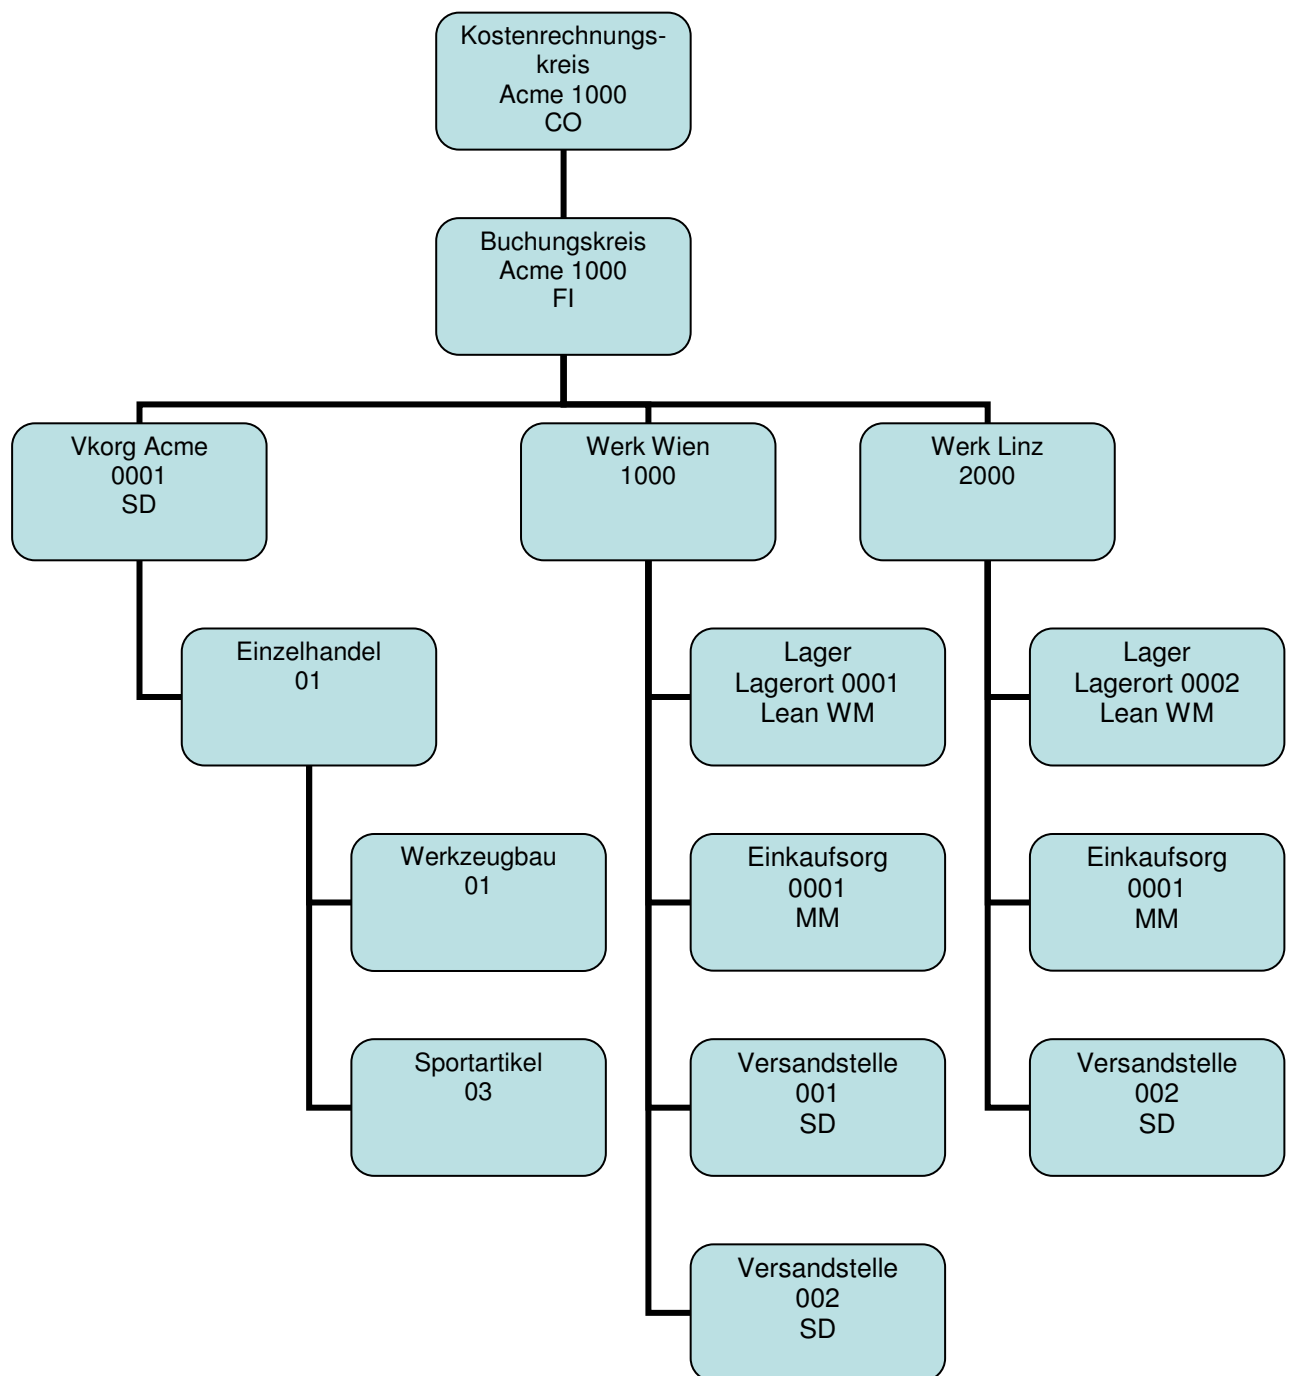 Kostenrechnungs-
kreis
Acme 1000
CO
Buchungskreis
Acme 1000
FI
Vkorg Acme
0001
SD
Werk Wien
1000
Werk Linz
2000
Einzelhandel
01
Lager
Lagerort 0001
Lean WM
Lager
Lagerort 0002
Lean WM
Werkzeugbau
01
Einkaufsorg
0001
MM
Einkaufsorg
0001
MM
Sportartikel
03
Versandstelle
001
SD
Versandstelle
002
SD
Versandstelle
002
SD